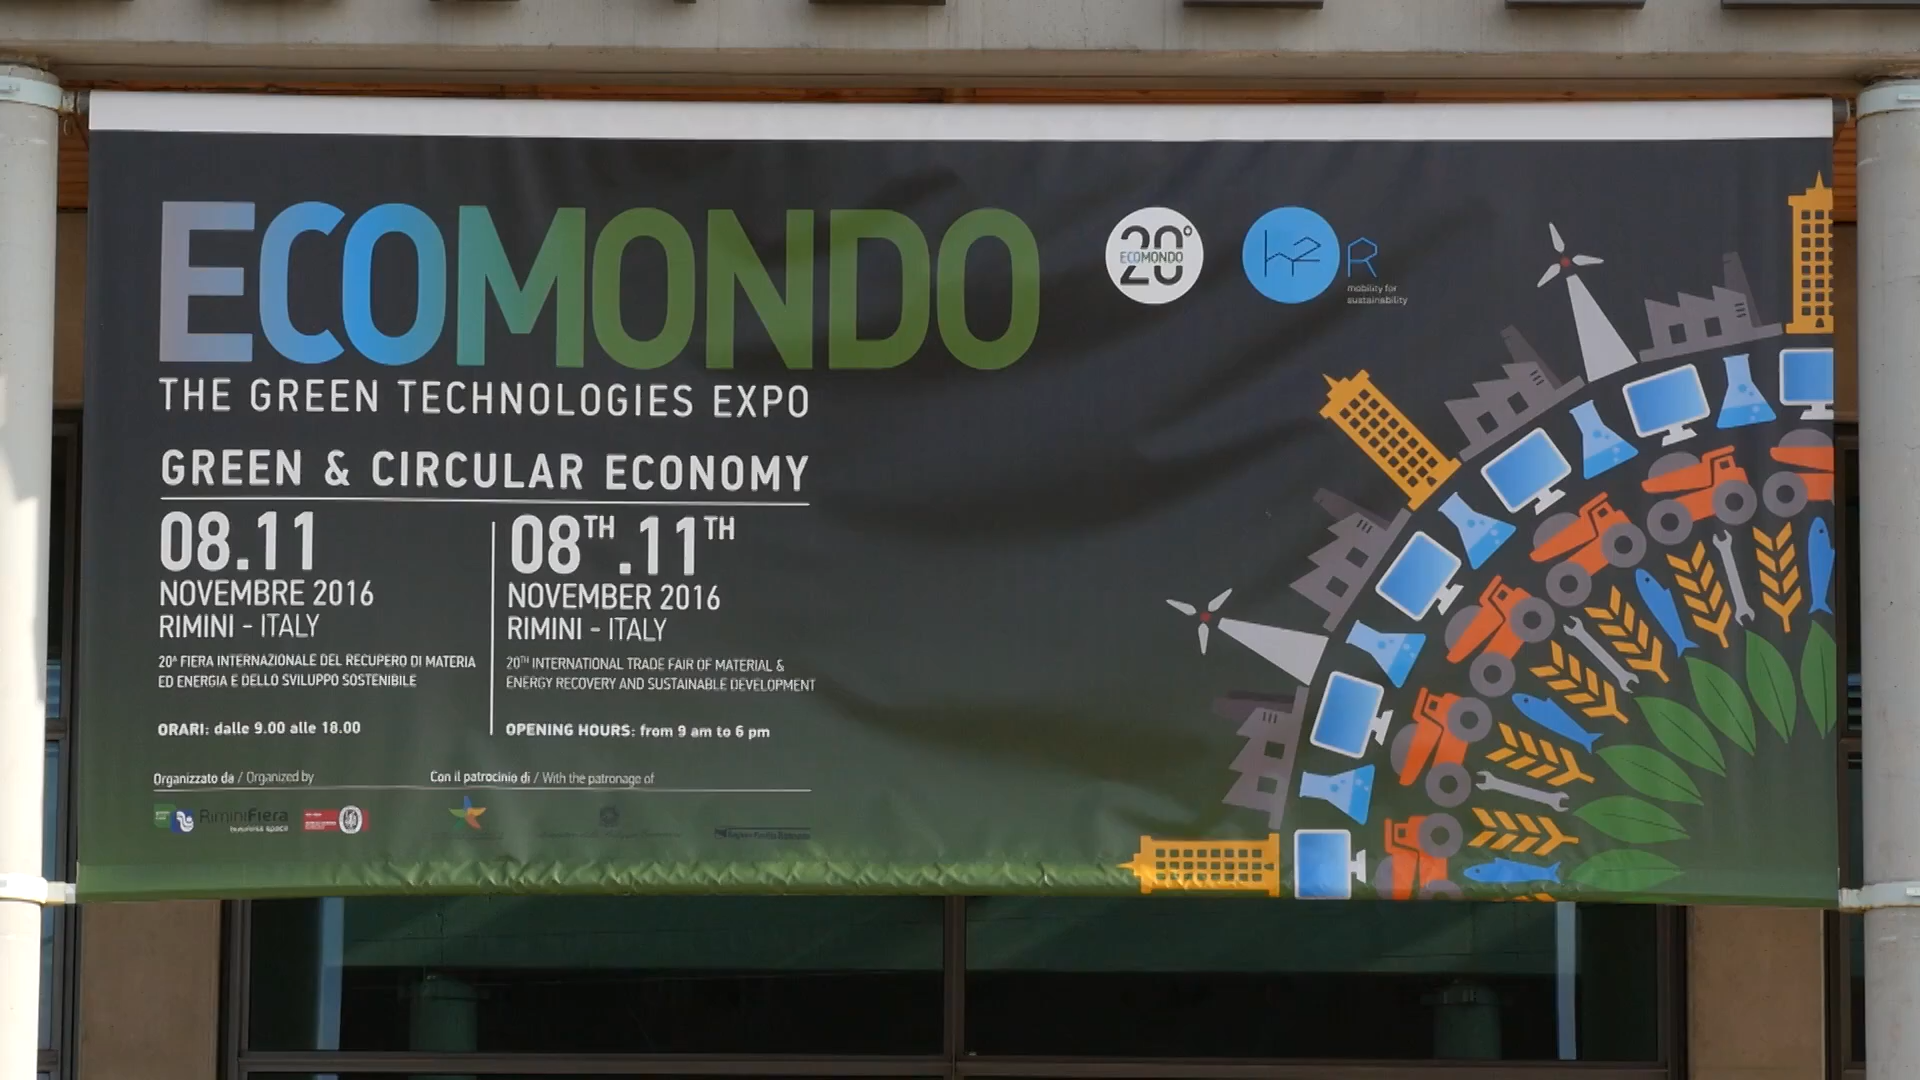 ECOMONDO
THE GREEN TECHNOLOGIES EXPO
GREEN & CIRCULAR ECONOMY
08.11
NOVEMBRE 2016
RIMINI - ITALY
20ᴬ FIERA INTERNAZIONALE DEL RECUPERO DI MATERIA
ED ENERGIA E DELLO SVILUPPO SOSTENIBILE
ORARI: dalle 9.00 alle 18.00
08TH.11TH
NOVEMBER 2016
RIMINI - ITALY
20TH INTERNATIONAL TRADE FAIR OF MATERIAL &
ENERGY RECOVERY AND SUSTAINABLE DEVELOPMENT
OPENING HOURS: from 9 am to 6 pm
Organizzato da / Organized by
RiminiFiera
business space
Con il patrocinio di / With the patronage of
20°
ECOMONDO
H2R
mobility for
sustainability